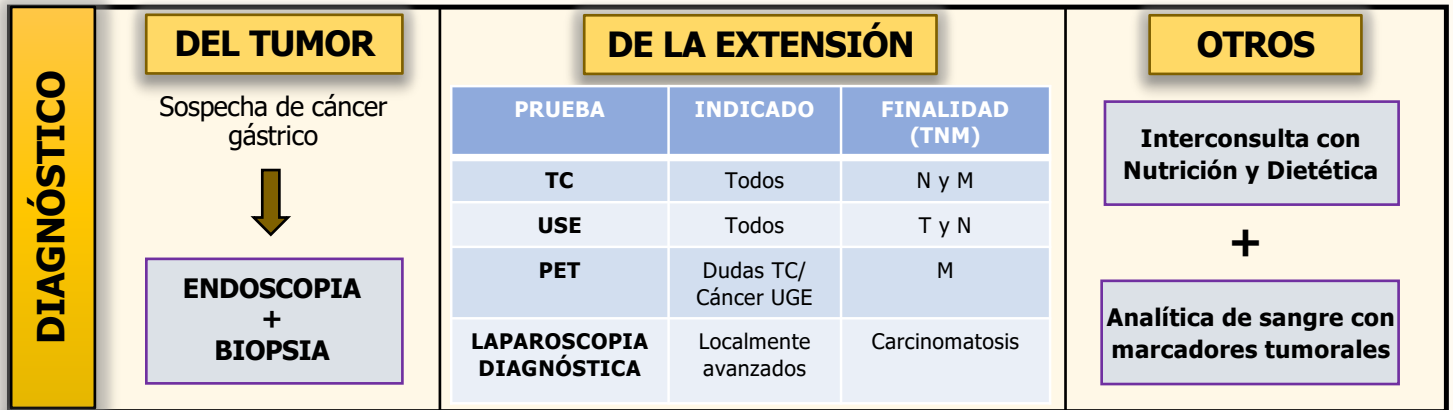 DIAGNÓSTICO
DEL TUMOR
Sospecha de cáncer
gástrico
ENDOSCOPIA
+
BIOPSIA
DE LA EXTENSIÓN
PRUEBA INDICADO FINALIDAD
(TNM)
TC Todos N y M
USE Todos T y N
PET Dudas TC/ M
Cáncer UGE
LAPAROSCOPIA Localmente Carcinomatosis
DIAGNÓSTICA avanzados
OTROS
Interconsulta con
Nutrición y Dietética
+
Analítica de sangre con
marcadores tumorales